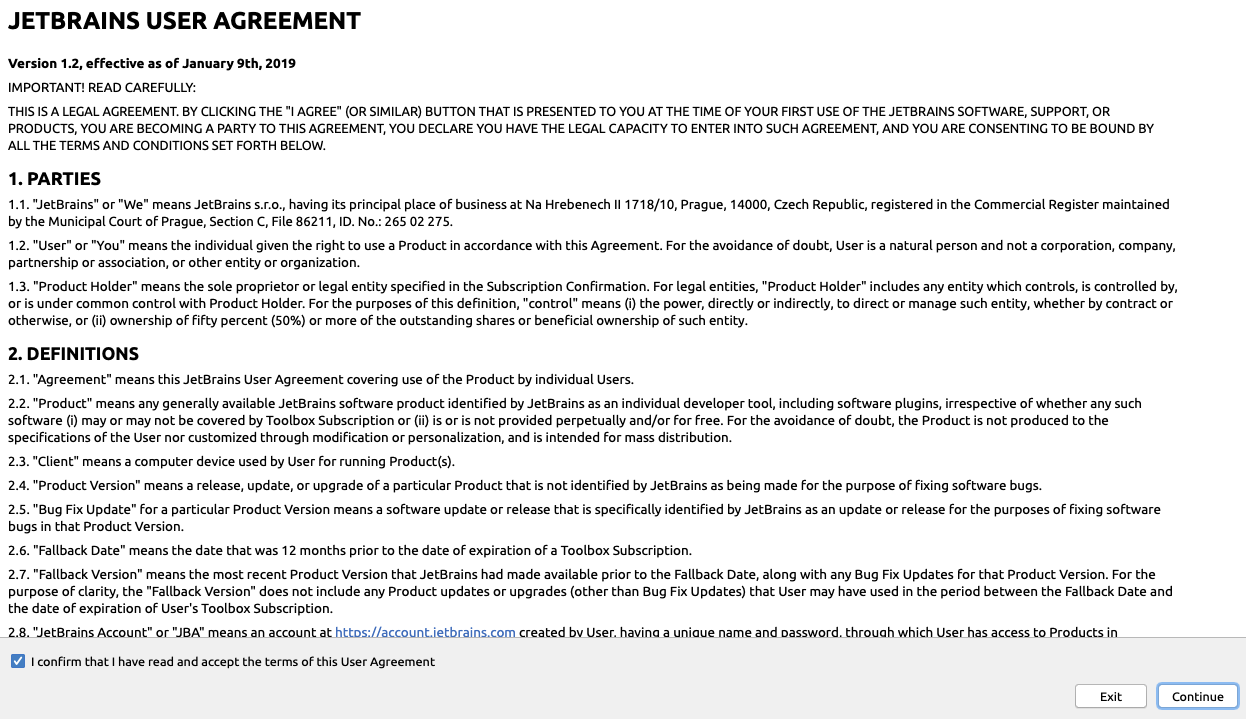 JETBRAINS USER AGREEMENT
Version 1.2, effective as of January 9th, 2019
IMPORTANT! READ CAREFULLY:
THIS IS A LEGAL AGREEMENT. BY CLICKING THE "I AGREE" (OR SIMILAR) BUTTON THAT IS PRESENTED TO YOU AT THE TIME OF YOUR FIRST USE OF THE JETBRAINS SOFTWARE, SUPPORT, OR
PRODUCTS, YOU ARE BECOMING A PARTY TO THIS AGREEMENT, YOU DECLARE YOU HAVE THE LEGAL CAPACITY TO ENTER INTO SUCH AGREEMENT, AND YOU ARE CONSENTING TO BE BOUND BY
ALL THE TERMS AND CONDITIONS SET FORTH BELOW.
1. PARTIES
1.1. "JetBrains" or "We" means JetBrains s.r.o., having its principal place of business at Na Hrebenech II 1718/10, Prague, 14000, Czech Republic, registered in the Commercial Register maintained
by the Municipal Court of Prague, Section C, File 86211, ID. No.: 265 02 275.
1.2. "User" or "You" means the individual given the right to use a Product in accordance with this Agreement. For the avoidance of doubt, User is a natural person and not a corporation, company,
partnership or association, or other entity or organization.
1.3. "Product Holder" means the sole proprietor or legal entity specified in the Subscription Confirmation. For legal entities, "Product Holder" includes any entity which controls, is controlled by,
or is under common control with Product Holder. For the purposes of this definition, "control" means (i) the power, directly or indirectly, to direct or manage such entity, whether by contract or
otherwise, or (ii) ownership of fifty percent (50%) or more of the outstanding shares or beneficial ownership of such entity.
2. DEFINITIONS
2.1. "Agreement" means this JetBrains User Agreement covering use of the Product by individual Users.
2.2. "Product" means any generally available JetBrains software product identified by JetBrains as an individual developer tool, including software plugins, irrespective of whether any such
software (i) may or may not be covered by Toolbox Subscription or (ii) is or is not provided perpetually and/or for free. For the avoidance of doubt, the Product is not produced to the
specifications of the User nor customized through modification or personalization, and is intended for mass distribution.
2.3. "Client" means a computer device used by User for running Product(s).
2.4. "Product Version" means a release, update, or upgrade of a particular Product that is not identified by JetBrains as being made for the purpose of fixing software bugs.
2.5. "Bug Fix Update" for a particular Product Version means a software update or release that is specifically identified by JetBrains as an update or release for the purposes of fixing software
bugs in that Product Version.
2.6. "Fallback Date" means the date that was 12 months prior to the date of expiration of a Toolbox Subscription.
2.7. "Fallback Version" means the most recent Product Version that JetBrains had made available prior to the Fallback Date, along with any Bug Fix Updates for that Product Version. For the
purpose of clarity, the "Fallback Version" does not include any Product updates or upgrades (other than Bug Fix Updates) that User may have used in the period between the Fallback Date and
the date of expiration of User's Toolbox Subscription.
2.8. "JetBrains Account" or "JBA" means an account at https://account.jetbrains.com created by User, having a unique name and password, through which User has access to Products in
I confirm that I have read and accept the terms of this User Agreement
Exit
Continue